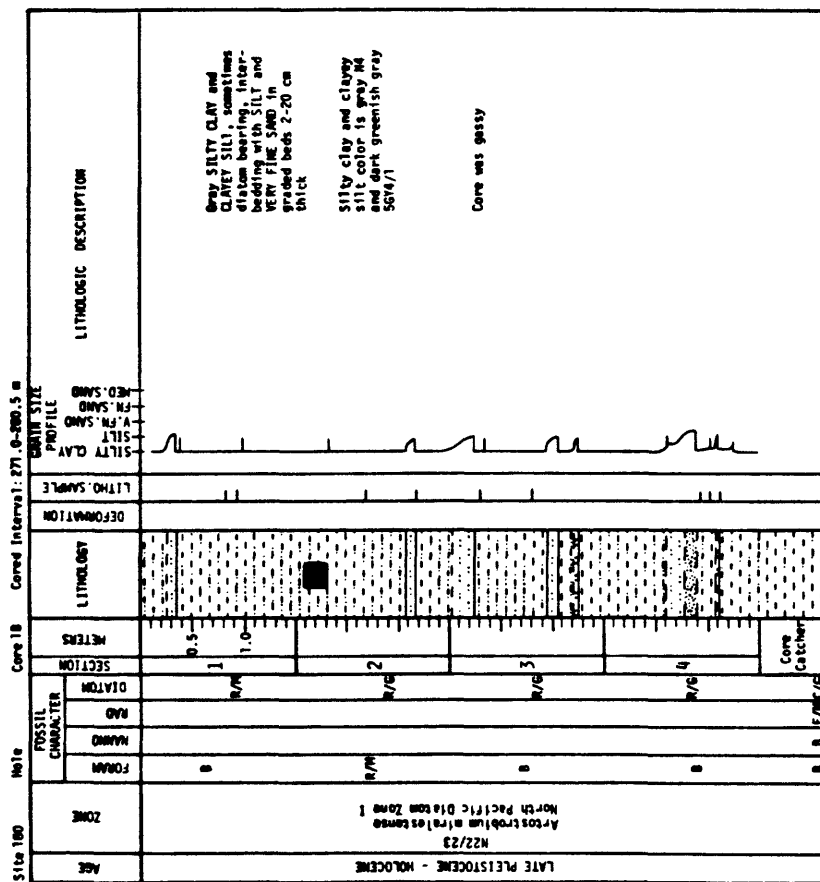 Site 180 Hole Core 18 Cored Interval: 271.0-280.5 m
AGE
ZONE
FOSSIL
CHARACTER
FORAM
NANNO
RAD
DIATOM
SECTION
METERS
LITHOLOGY
DEFORMATION
LITHO.SAMPLE
GRAIN SIZE
PROFILE
SILTY CLAY
SILT
V.FN.SAND
FN.SAND
MED.SAND
LITHOLOGIC DESCRIPTION
LATE PLEISTOCENE - HOLOCENE
N22/23
Artostrobium miralestense
North Pacific Diatom Zone I
B
R/M
B
B
B
B
R/M
R/G
R/G
R/G
1
2
3
4
Core
Catcher
0.5
1.0
Gray SILTY CLAY and
CLAYEY SILT, sometimes
diatom bearing, inter-
bedding with SILT and
VERY FINE SAND in
graded beds 2-20 cm
thick
Silty clay and clayey
silt color is gray N4
and dark greenish gray
5GY4/1
Core was gassy